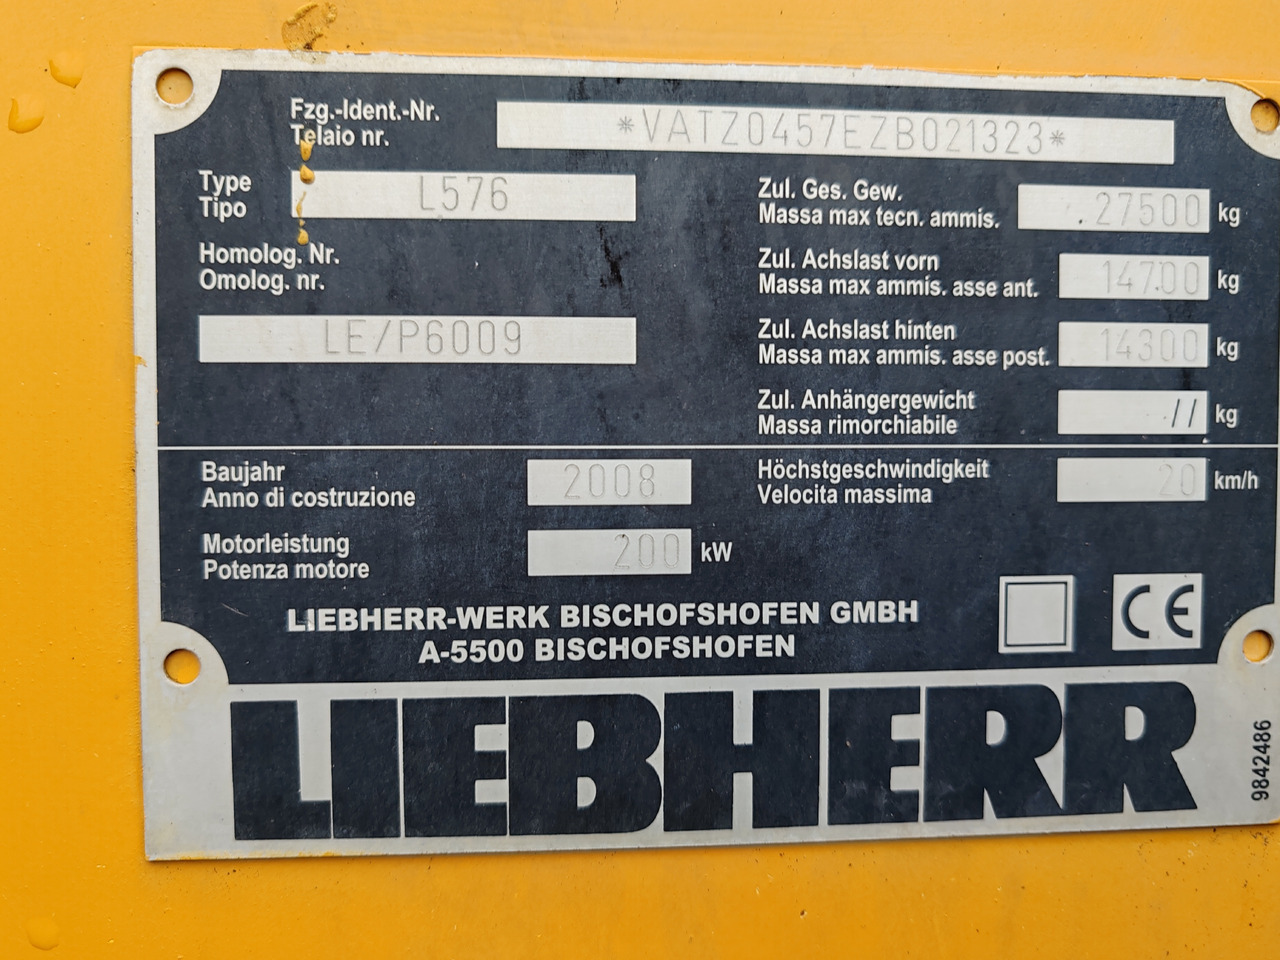 Fzg.-Ident.-Nr.
Telaio nr.
*VATZ0457EZB021323*
Type
Tipo
L576
Homolog. Nr.
Omolog. nr.
LE/P6009
Zul. Ges. Gew.
Massa max tecn. ammis.
27500 kg
Zul. Achslast vorn
Massa max ammis. asse ant.
14700 kg
Zul. Achslast hinten
Massa max ammis. asse post.
14300 kg
Zul. Anhängergewicht
Massa rimorchiabile
// kg
Baujahr
Anno di costruzione
2008
Motorleistung
Potenza motore
200 kW
Höchstgeschwindigkeit
Velocita massima
20 km/h
LIEBHERR-WERK BISCHOFSHOFEN GMBH
A-5500 BISCHOFSHOFEN
CE
LIEBHERR
9842486